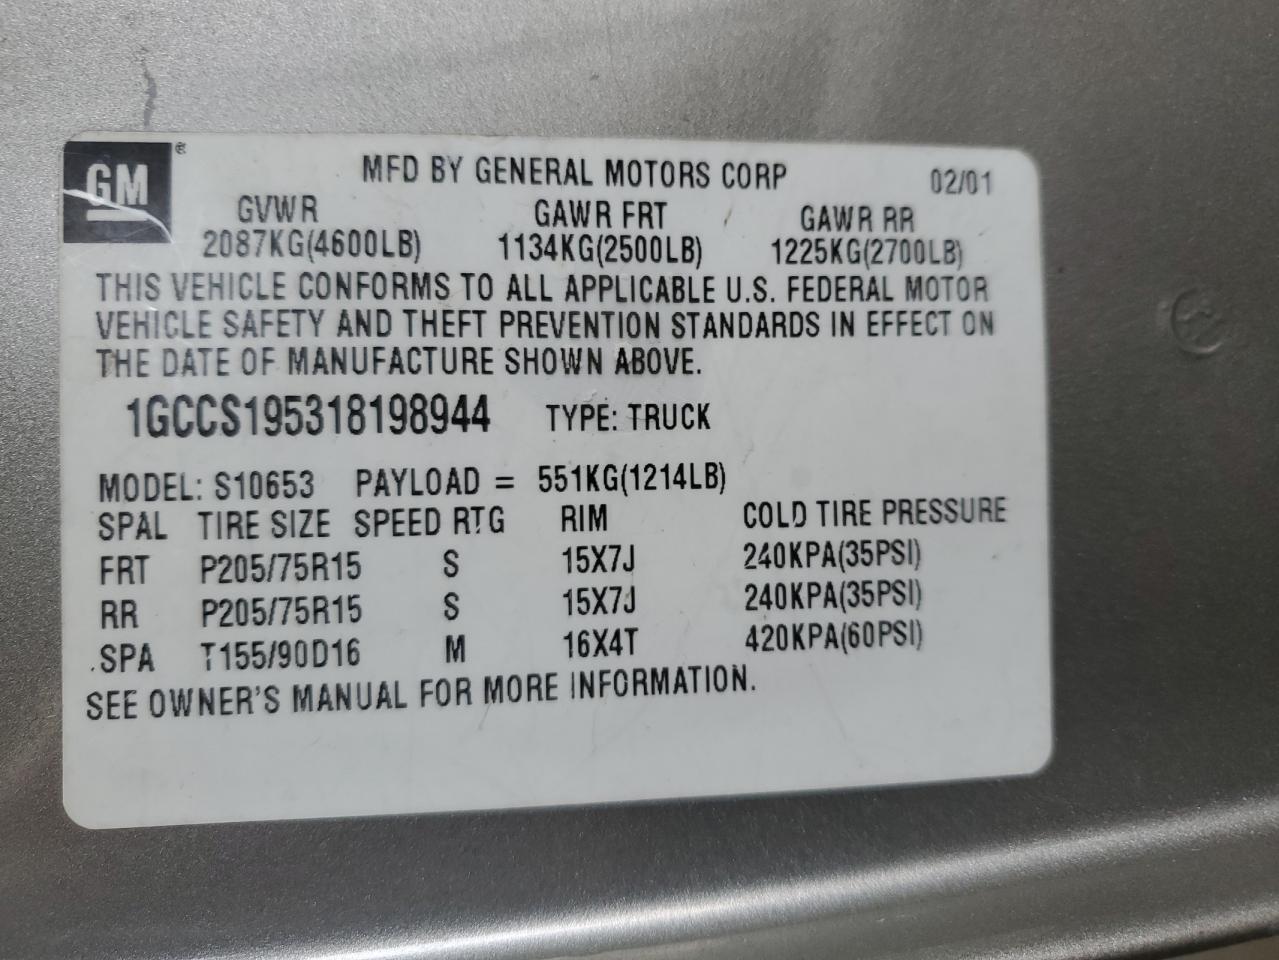 GM ®
MFD BY GENERAL MOTORS CORP 02/01
GVWR GAWR FRT GAWR RR
2087KG(4600LB) 1134KG(2500LB) 1225KG(2700LB)
THIS VEHICLE CONFORMS TO ALL APPLICABLE U.S. FEDERAL MOTOR
VEHICLE SAFETY AND THEFT PREVENTION STANDARDS IN EFFECT ON
THE DATE OF MANUFACTURE SHOWN ABOVE.
1GCCS195318198944 TYPE: TRUCK
MODEL: S10653 PAYLOAD = 551KG(1214LB)
SPAL TIRE SIZE SPEED RTG RIM COLD TIRE PRESSURE
FRT P205/75R15 S 15X7J 240KPA(35PSI)
RR P205/75R15 S 15X7J 240KPA(35PSI)
SPA T155/90D16 M 16X4T 420KPA(60PSI)
SEE OWNER'S MANUAL FOR MORE INFORMATION.